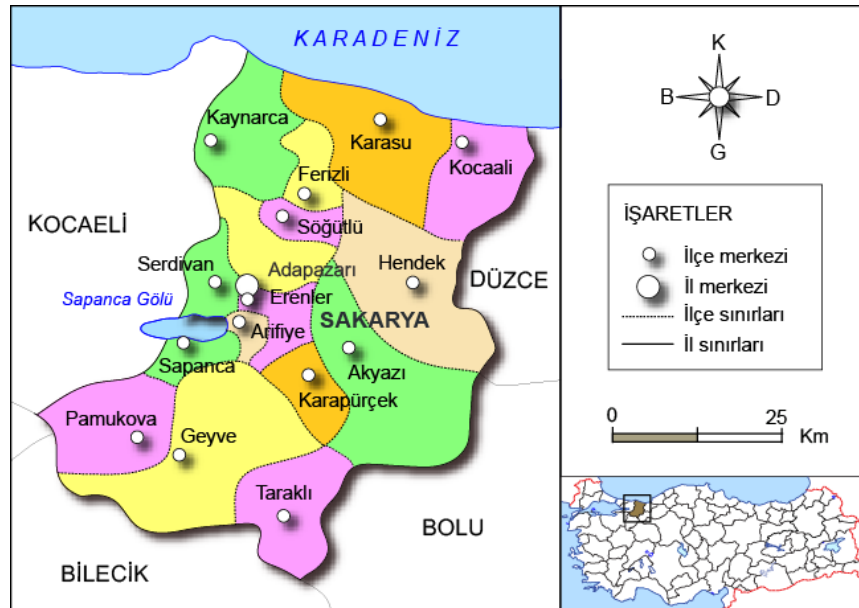 KARADENİZ
Kaynarca
Karasu
Kocaali
Ferizli
Söğütlü
KOCAELİ
Serdivan
Adapazarı
Hendek
DÜZCE
Sapanca Gölü
Erenler
Arifiye
SAKARYA
Sapanca
Akyazı
Karapürçek
Pamukova
Geyve
Taraklı
BOLU
BİLECİK
K
B
D
G
İŞARETLER
İlçe merkezi
İl merkezi
İlçe sınırları
İl sınırları
0
25
Km